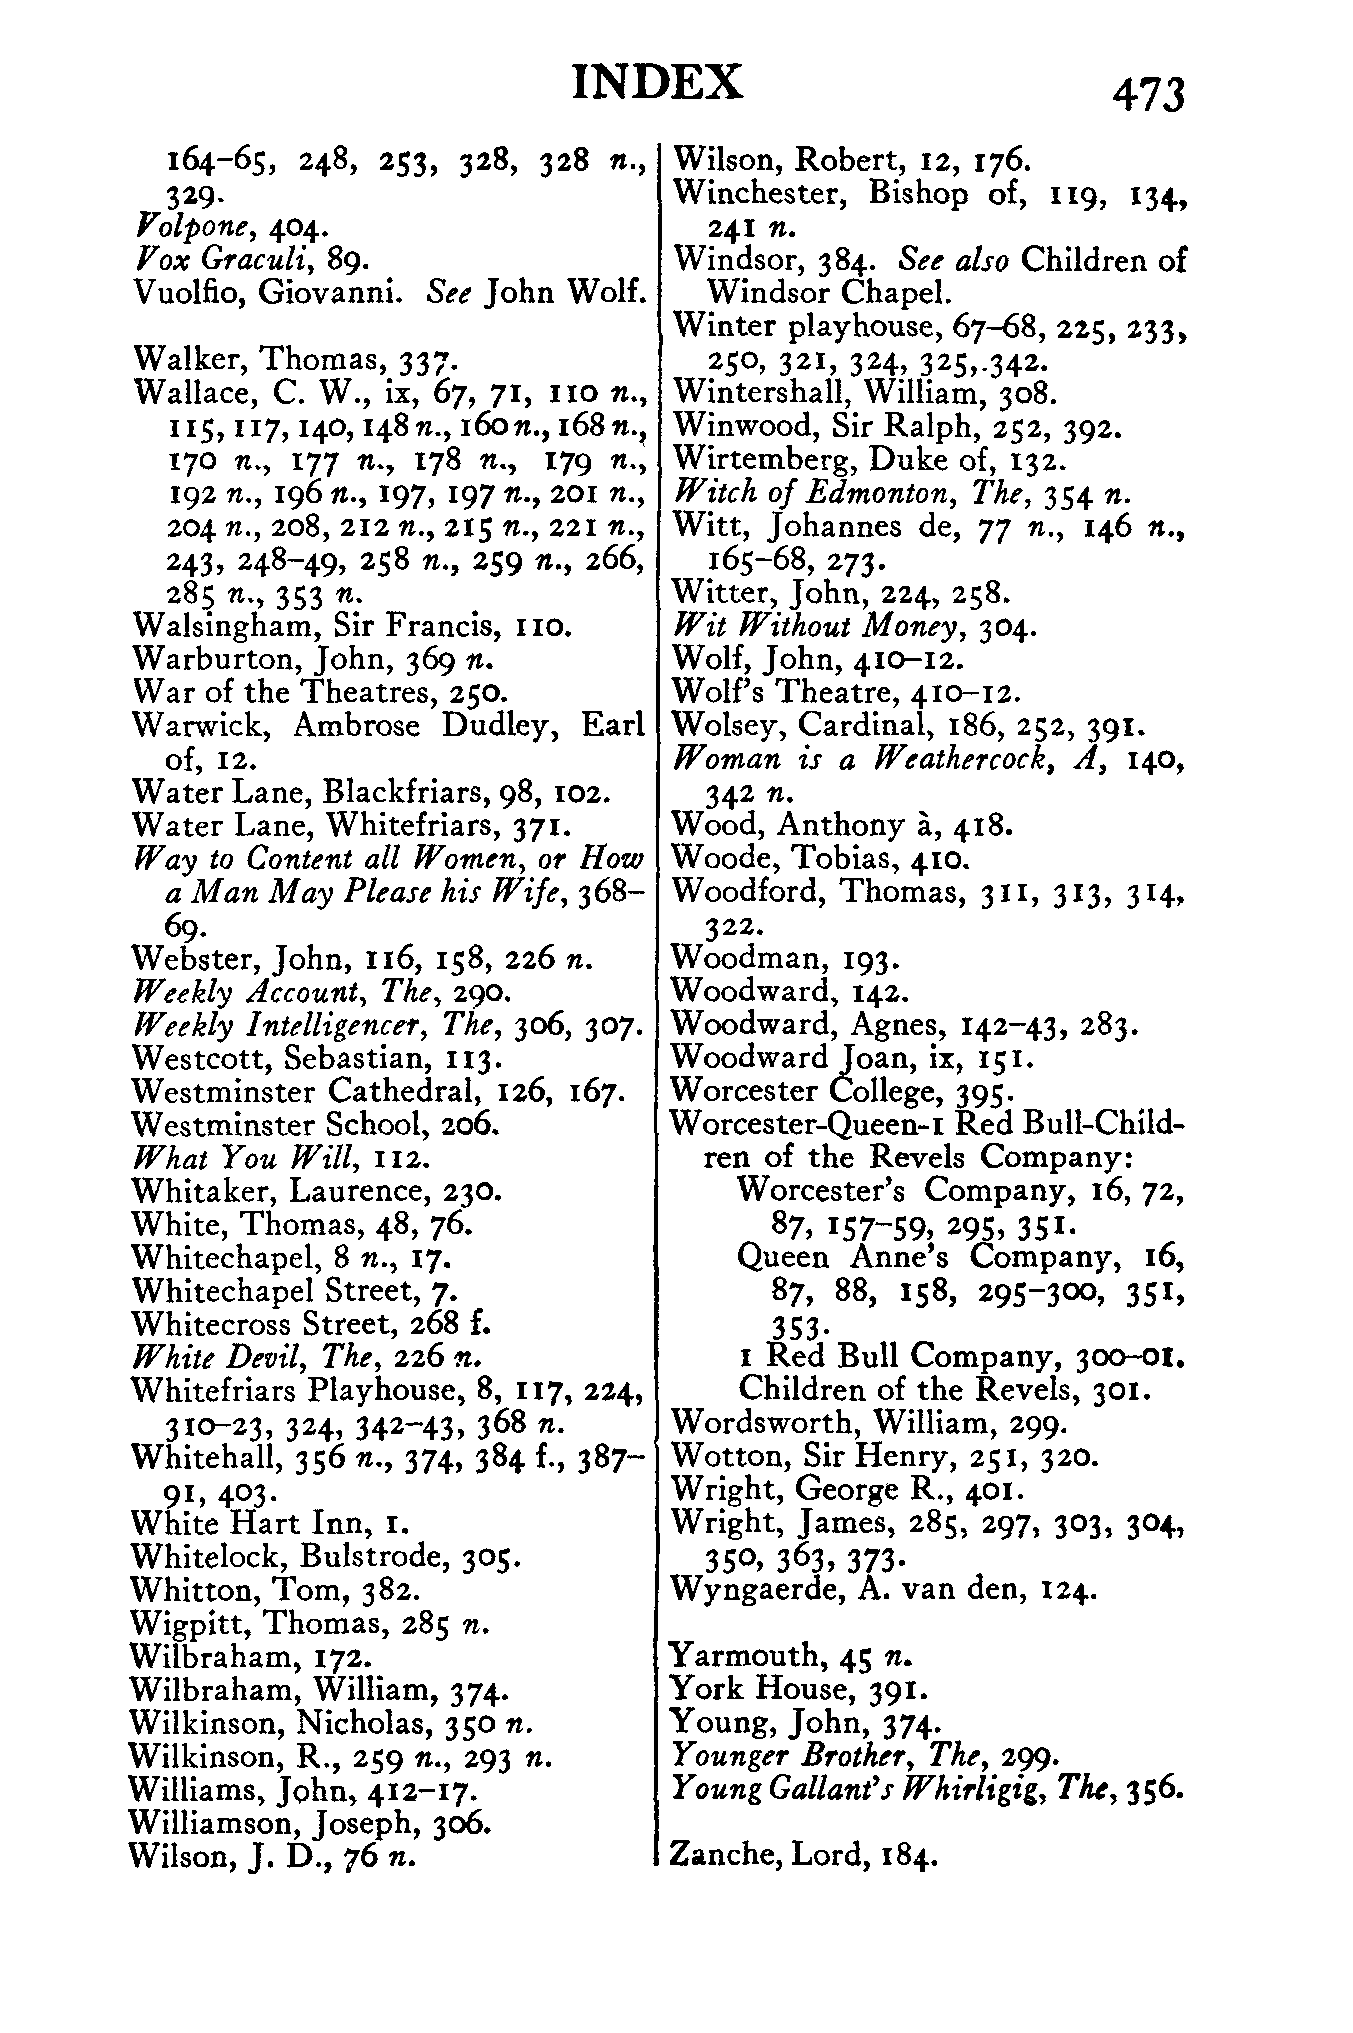 INDEX
473
164–65, 248, 253, 328, 328 n.,
329.
Volpone, 404.
Vox Graculi, 89.
Vuolfio, Giovanni. See John Wolf.
Walker, Thomas, 337.
Wallace, C. W., ix, 67, 71, 110 n.,
115, 117, 140, 148 n., 160 n., 168 n.,
170 n., 177 n., 178 n., 179 n.,
192 n., 196 n., 197, 197 n., 201 n.,
204 n., 208, 212 n., 215 n., 221 n.,
243, 248–49, 258 n., 259 n., 266,
285 n., 353 n.
Walsingham, Sir Francis, 110.
Warburton, John, 369 n.
War of the Theatres, 250.
Warwick, Ambrose Dudley, Earl
of, 12.
Water Lane, Blackfriars, 98, 102.
Water Lane, Whitefriars, 371.
Way to Content all Women, or How
a Man May Please his Wife, 368–
69.
Webster, John, 116, 158, 226 n.
Weekly Account, The, 290.
Weekly Intelligencer, The, 306, 307.
Westcott, Sebastian, 113.
Westminster Cathedral, 126, 167.
Westminster School, 206.
What You Will, 112.
Whitaker, Laurence, 230.
White, Thomas, 48, 76.
Whitechapel, 8 n., 17.
Whitechapel Street, 7.
Whitecross Street, 268 f.
White Devil, The, 226 n.
Whitefriars Playhouse, 8, 117, 224,
310–23, 324, 342–43, 368 n.
Whitehall, 356 n., 374, 384 f., 387–
91, 403.
White Hart Inn, 1.
Whitelock, Bulstrode, 305.
Whitton, Tom, 382.
Wigpitt, Thomas, 285 n.
Wilbraham, 172.
Wilbraham, William, 374.
Wilkinson, Nicholas, 350 n.
Wilkinson, R., 259 n., 293 n.
Williams, John, 412–17.
Williamson, Joseph, 306.
Wilson, J. D., 76 n.
Wilson, Robert, 12, 176.
Winchester, Bishop of, 119, 134,
241 n.
Windsor, 384. See also Children of
Windsor Chapel.
Winter playhouse, 67–68, 225, 233,
250, 321, 324, 325,.342.
Wintershall, William, 308.
Winwood, Sir Ralph, 252, 392.
Wirtemberg, Duke of, 132.
Witch of Edmonton, The, 354 n.
Witt, Johannes de, 77 n., 146 n.,
165–68, 273.
Witter, John, 224, 258.
Wit Without Money, 304.
Wolf, John, 410–12.
Wolf's Theatre, 410–12.
Wolsey, Cardinal, 186, 252, 391.
Woman is a Weathercock, A, 140,
342 n.
Wood, Anthony à, 418.
Woode, Tobias, 410.
Woodford, Thomas, 311, 313, 314,
322.
Woodman, 193.
Woodward, 142.
Woodward, Agnes, 142–43, 283.
Woodward Joan, ix, 151.
Worcester College, 395.
Worcester-Queen-1 Red Bull-Child-
ren of the Revels Company:
Worcester's Company, 16, 72,
87, 157–59, 295, 351.
Queen Anne's Company, 16,
87, 88, 158, 295–300, 351,
353.
1 Red Bull Company, 300–01.
Children of the Revels, 301.
Wordsworth, William, 299.
Wotton, Sir Henry, 251, 320.
Wright, George R., 401.
Wright, James, 285, 297, 303, 304,
350, 363, 373.
Wyngaerde, A. van den, 124.
Yarmouth, 45 n.
York House, 391.
Young, John, 374.
Younger Brother, The, 299.
Young Gallant's Whirligig, The, 356.
Zanche, Lord, 184.